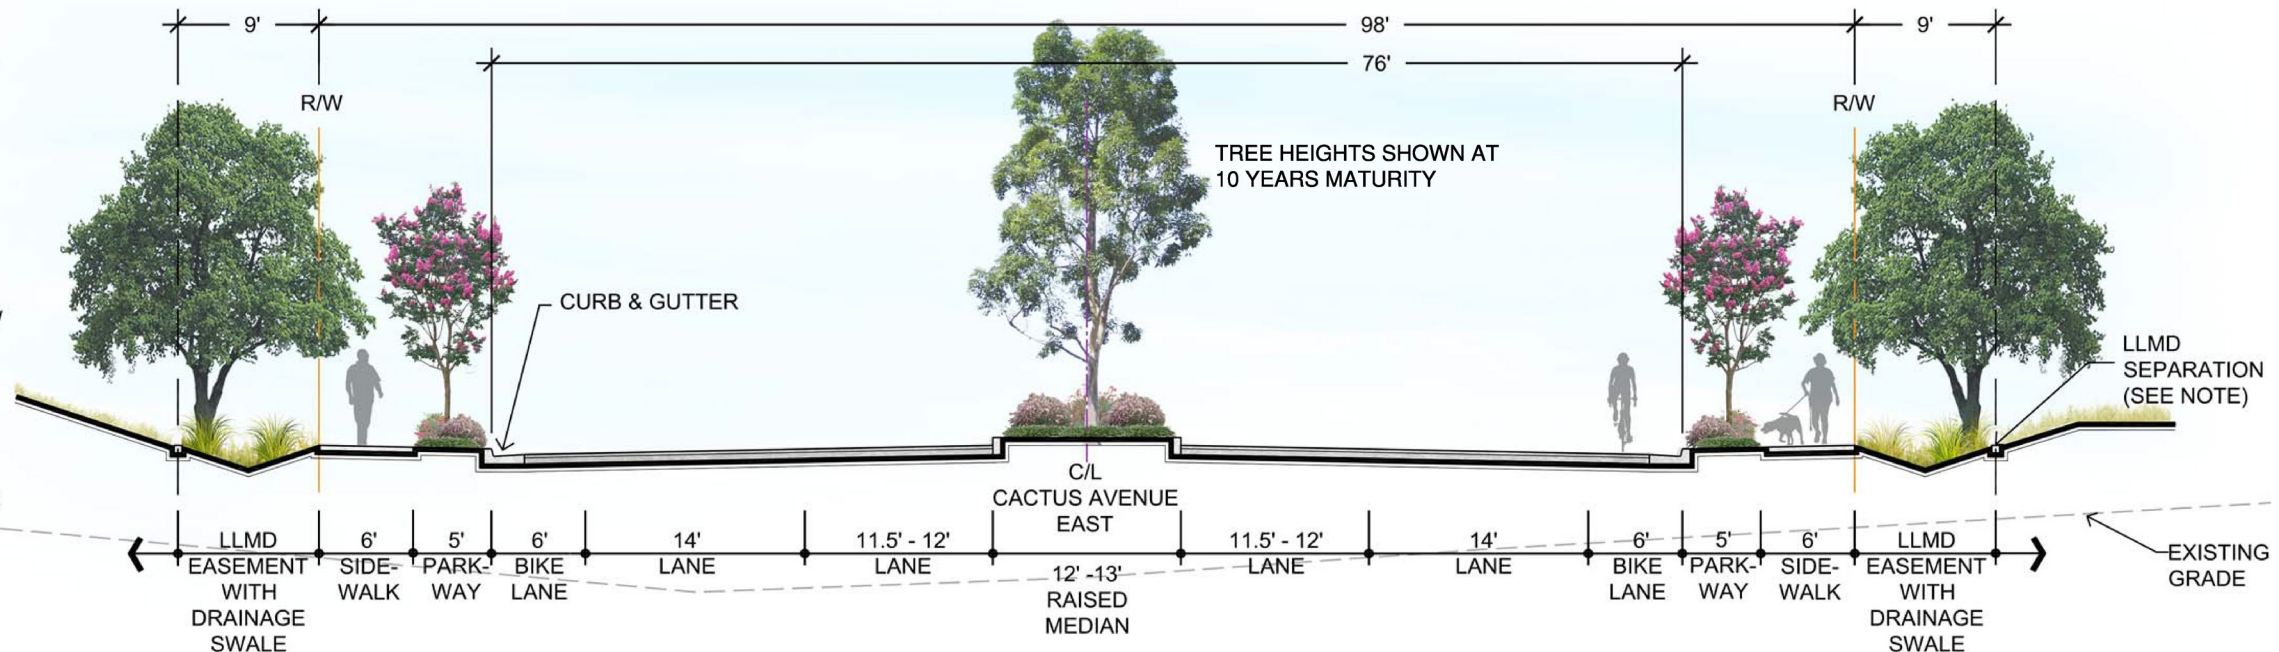 9'
98'
9'
76'
R/W
R/W
TREE HEIGHTS SHOWN AT
10 YEARS MATURITY
CURB & GUTTER
LLMD
SEPARATION
(SEE NOTE)
C/L
CACTUS AVENUE
EAST
LLMD
EASEMENT
WITH
DRAINAGE
SWALE
6'
SIDE-
WALK
5'
PARK-
WAY
6'
BIKE
LANE
14'
LANE
11.5' - 12'
LANE
12' -13'
RAISED
MEDIAN
11.5' - 12'
LANE
14'
LANE
6'
BIKE
LANE
5'
PARK-
WAY
6'
SIDE-
WALK
LLMD
EASEMENT
WITH
DRAINAGE
SWALE
EXISTING
GRADE